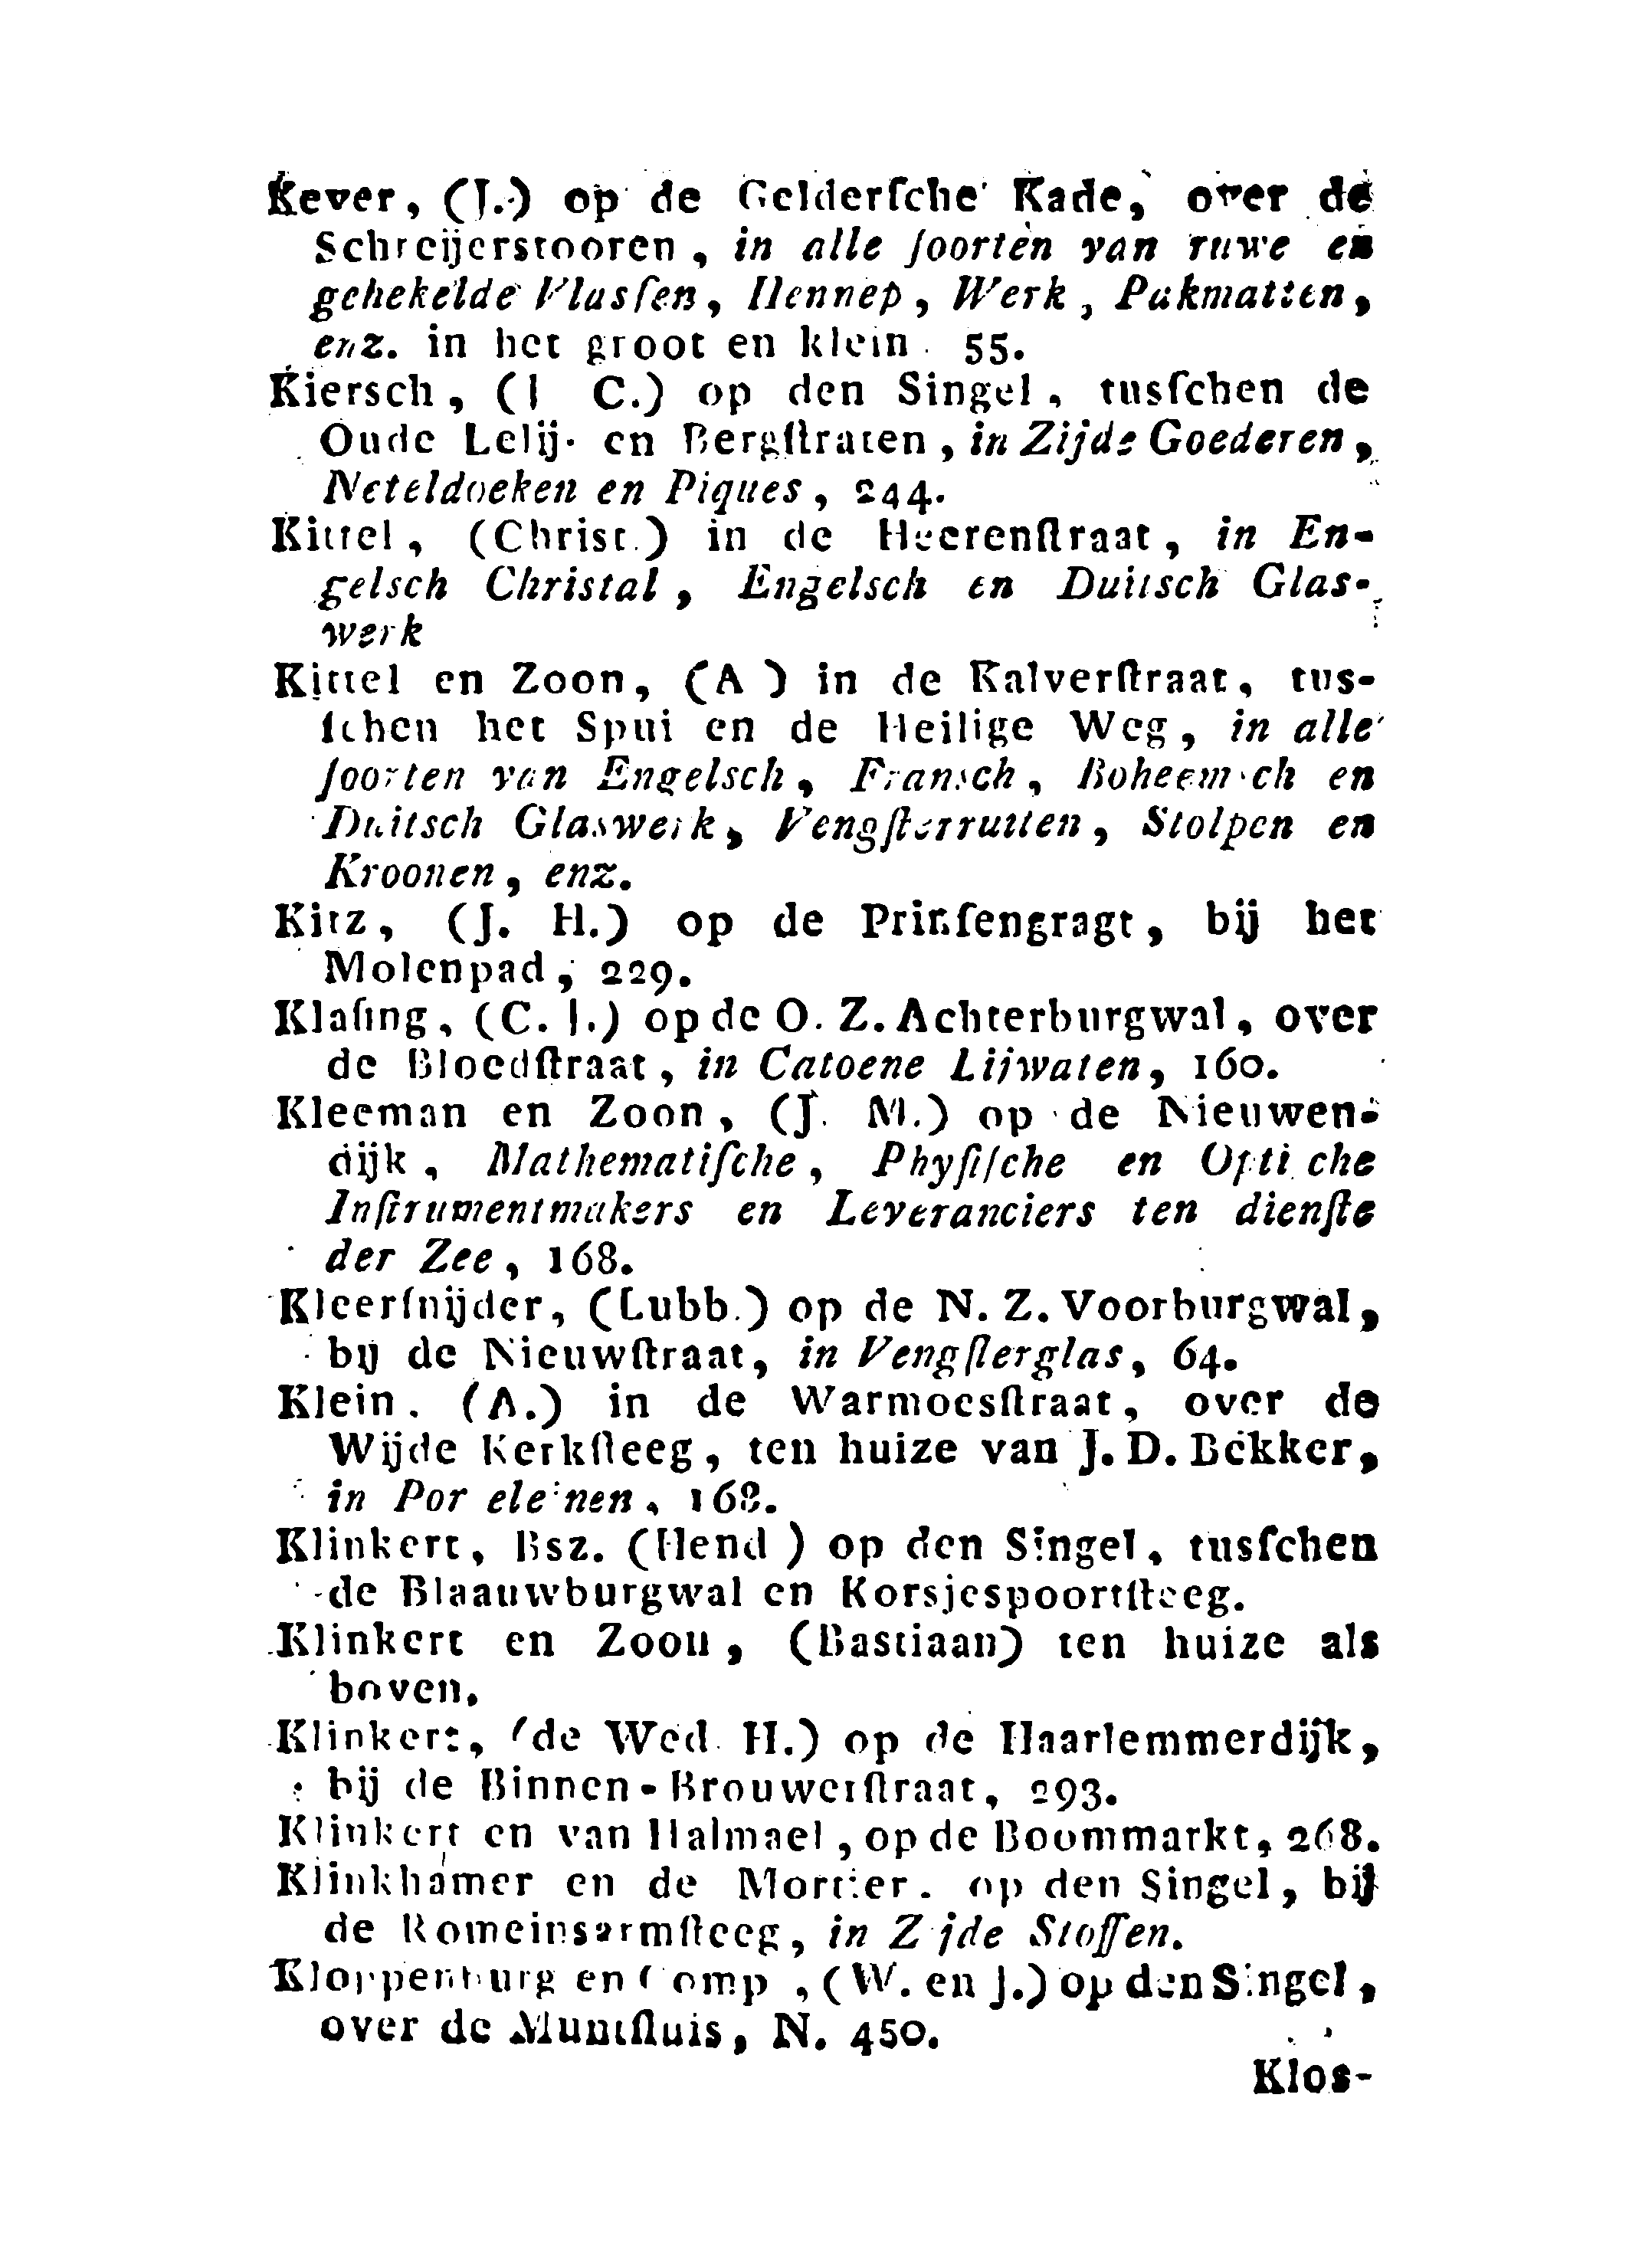 Kever, (J.) op de Gelderſche Kade, over de
Schreijerstooren, in alle ſoorten van ruwe en
gehekelde Vlasſen, Hennep, Werk, Pakmatten,
enz. in het groot en klein. 55.
Kiersch, (J C.) op den Singel, tusſchen de
Oude Lelij- en Bergſtraten, in Zijde Goederen,
Neteldoeken en Piques, 244.
Kittel, (Christ.) in de Heerenſtraat, in En-
gelsch Christal, Engelsch en Duitsch Glas-
werk
Kittel en Zoon, (A) in de Kalverſtraat, tus-
ſchen het Spui en de Heilige Weg, in alle
ſoorten van Engelsch, Fransch, Boheemsch en
Duitsch Glaswerk, Vengſterruiten, Stolpen en
Kroonen, enz.
Kitz, (J. H.) op de Prinſengragt, bij het
Molenpad, 229.
Klaſing, (C. J.) op de O. Z. Achterburgwal, over
de Bloedſtraat, in Catoene Lijwaten, 160.
Kleeman en Zoon, (J. M.) op de Nieuwen-
dijk, Mathematiſche, Phyſiſche en Optiſche
Inſtrumentmakers en Leveranciers ten dienſte
der Zee, 168.
Kleerſnijder, (Lubb.) op de N. Z. Voorburgwal,
bij de Nieuwſtraat, in Vengſterglas, 64.
Klein. (A.) in de Warmoesſtraat, over de
Wijde Kerkſteeg, ten huize van J. D. Bekker,
in Porceleinen, 168.
Klinkert, Bsz. (Hend) op den Singel, tusſchen
de Blaauwburgwal en Korsjespoortſteeg.
Klinkert en Zoon, (Bastiaan) ten huize als
boven.
Klinkert, (de Wed. H.) op de Haarlemmerdijk,
bij de Binnen-Brouwerſtraat, 293.
Klinkert en van Halmael, op de Boommarkt, 268.
Klinkhamer en de Mortier. op den Singel, bij
de Romeinsarmſteeg, in Zijde Stoffen.
Kloppenburg en Comp, (W. en J.) op den Singel,
over de Muntſluis, N. 450.
Klos-